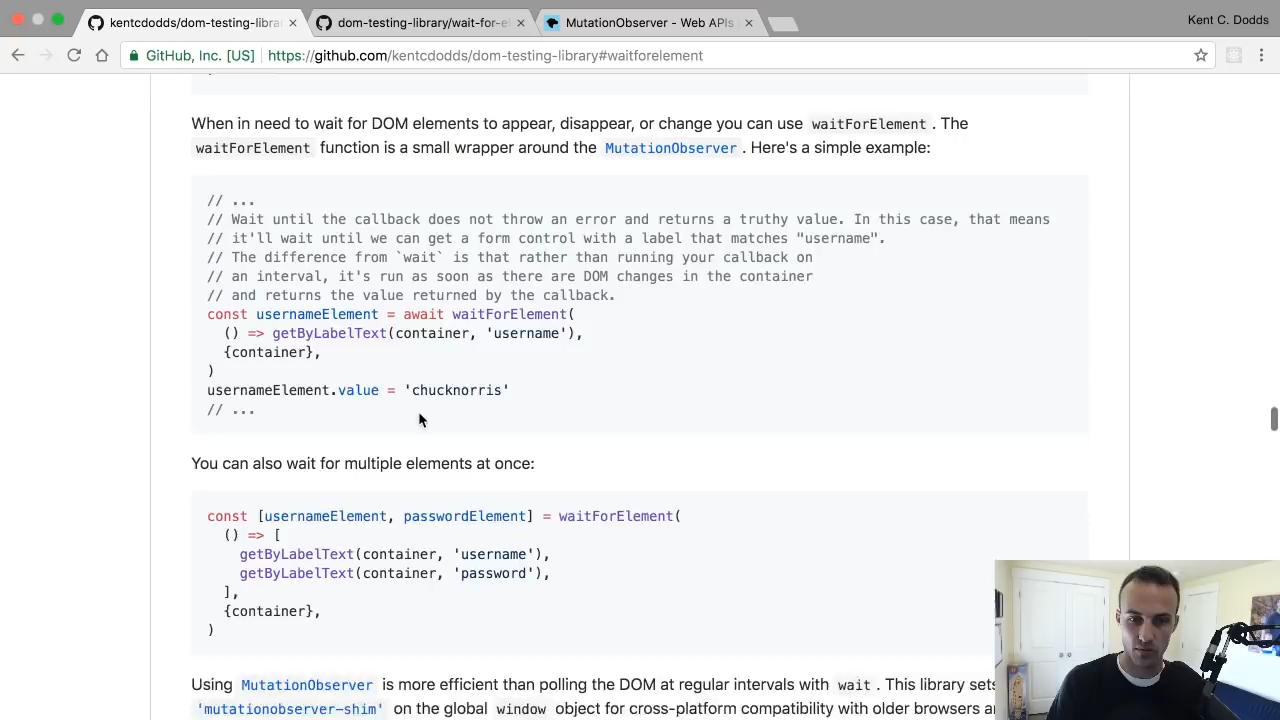 kentcdodds/dom-testing-libra
dom-testing-library/wait-for-e
MutationObserver - Web APIs
Kent C. Dodds
GitHub, Inc. [US]
https://github.com/kentcdodds/dom-testing-library#waitforelement
When in need to wait for DOM elements to appear, disappear, or change you can use waitForElement . The
waitForElement function is a small wrapper around the MutationObserver . Here's a simple example:
// ...
// Wait until the callback does not throw an error and returns a truthy value. In this case, that means
// it'll wait until we can get a form control with a label that matches "username".
// The difference from `wait` is that rather than running your callback on
// an interval, it's run as soon as there are DOM changes in the container
// and returns the value returned by the callback.
const usernameElement = await waitForElement(
() => getByLabelText(container, 'username'),
{container},
)
usernameElement.value = 'chucknorris'
// ...
You can also wait for multiple elements at once:
const [usernameElement, passwordElement] = waitForElement(
() => [
getByLabelText(container, 'username'),
getByLabelText(container, 'password'),
],
{container},
)
Using MutationObserver is more efficient than polling the DOM at regular intervals with wait . This library sets
'mutationobserver-shim' on the global window object for cross-platform compatibility with older browsers